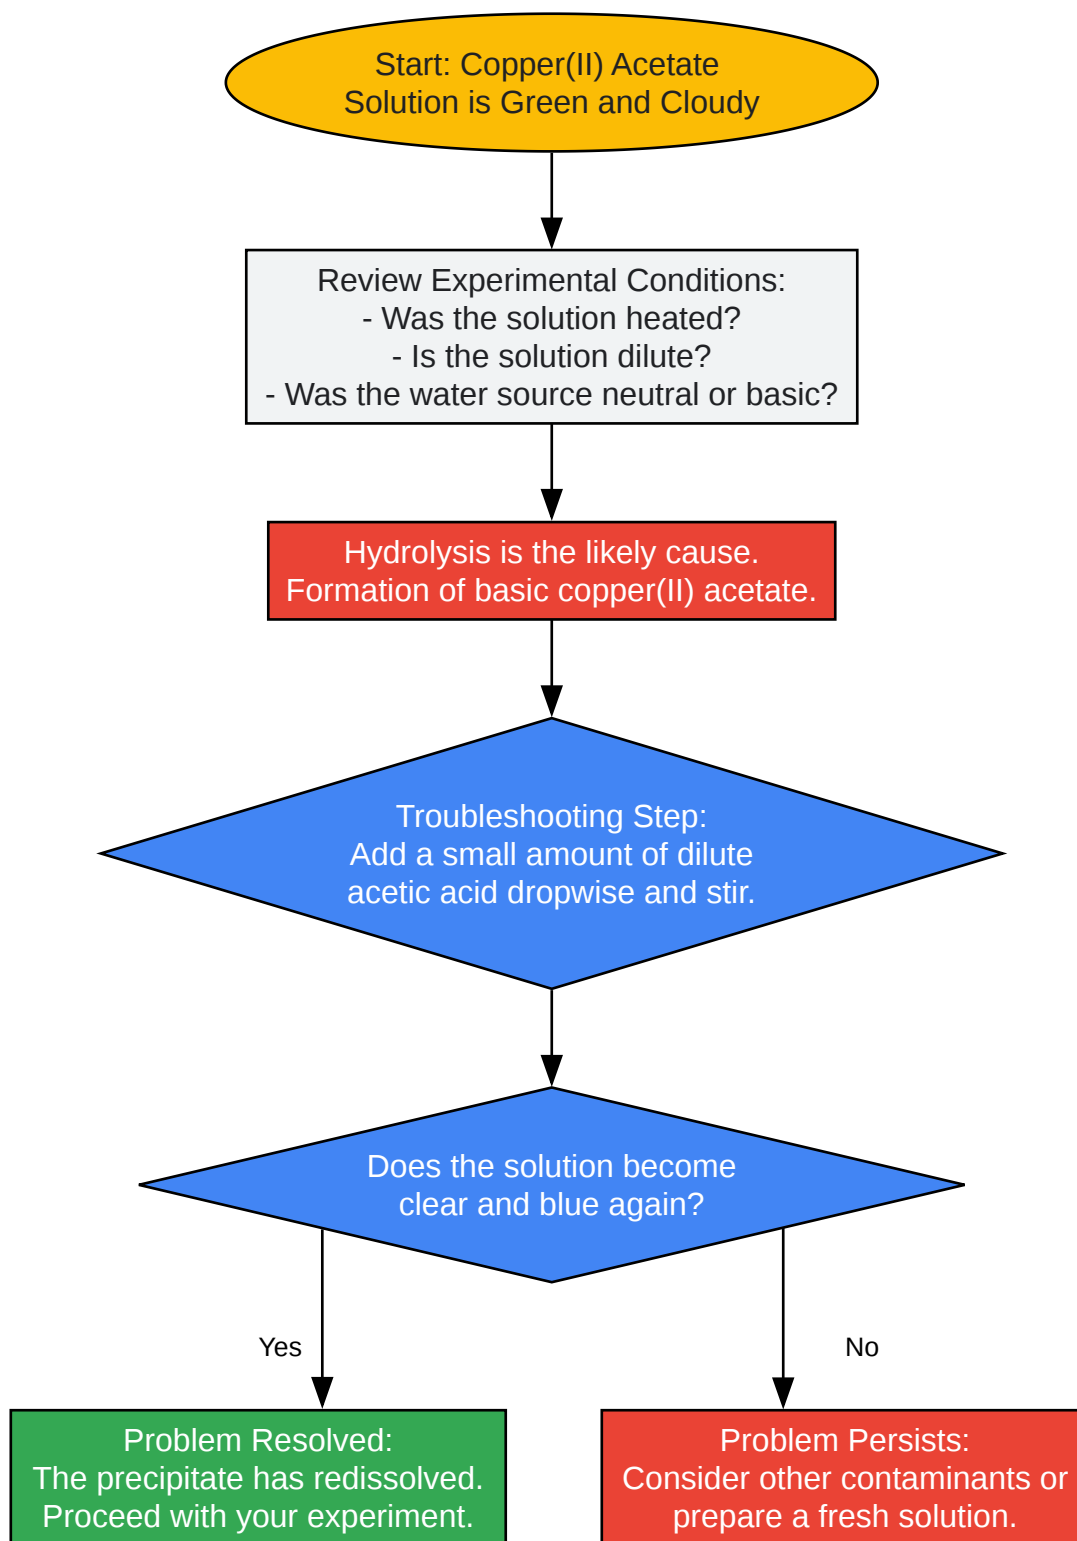 Start: Copper(II) Acetate
Solution is Green and Cloudy
Review Experimental Conditions:
- Was the solution heated?
- Is the solution dilute?
- Was the water source neutral or basic?
Hydrolysis is the likely cause.
Formation of basic copper(II) acetate.
Troubleshooting Step:
Add a small amount of dilute
acetic acid dropwise and stir.
Does the solution become
clear and blue again?
Yes
No
Problem Resolved:
The precipitate has redissolved.
Proceed with your experiment.
Problem Persists:
Consider other contaminants or
prepare a fresh solution.